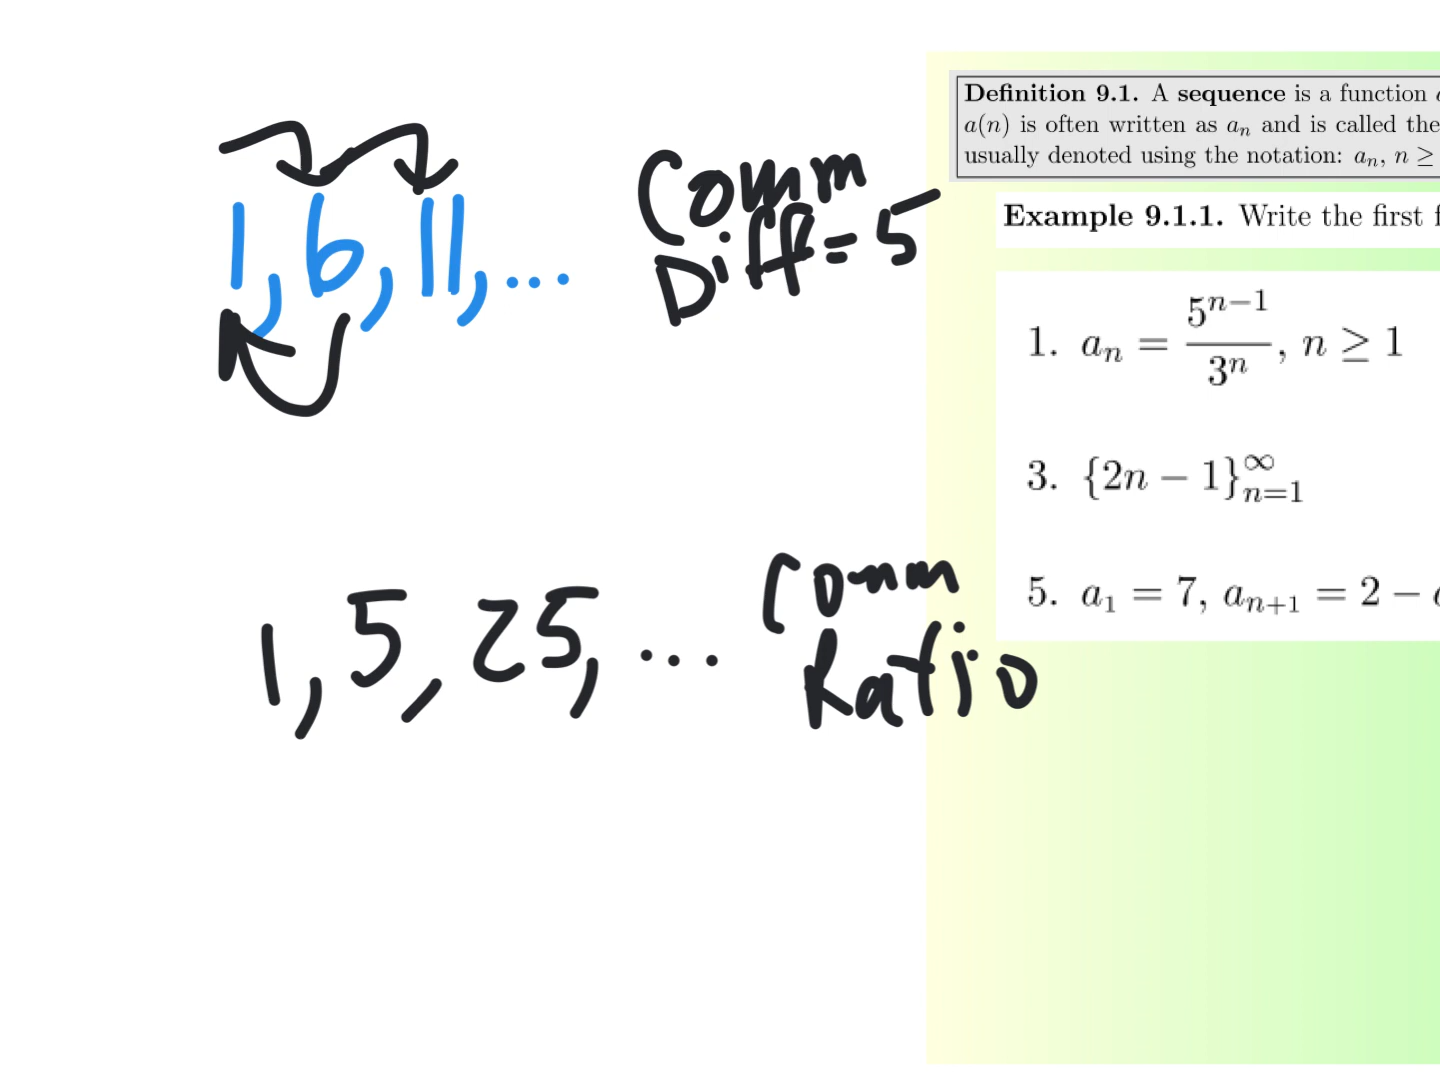 1, 6, 11, ...
Comm
Diff = 5
1, 5, 25, ...
Comm
Ratio
Definition 9.1. A sequence is a function
a(n) is often written as aₙ and is called the
usually denoted using the notation: aₙ, n ≥
Example 9.1.1. Write the first
1. aₙ = 5ⁿ⁻¹/3ⁿ, n ≥ 1
3. {2n − 1}∞ₙ₌₁
5. a₁ = 7, aₙ₊₁ = 2 −